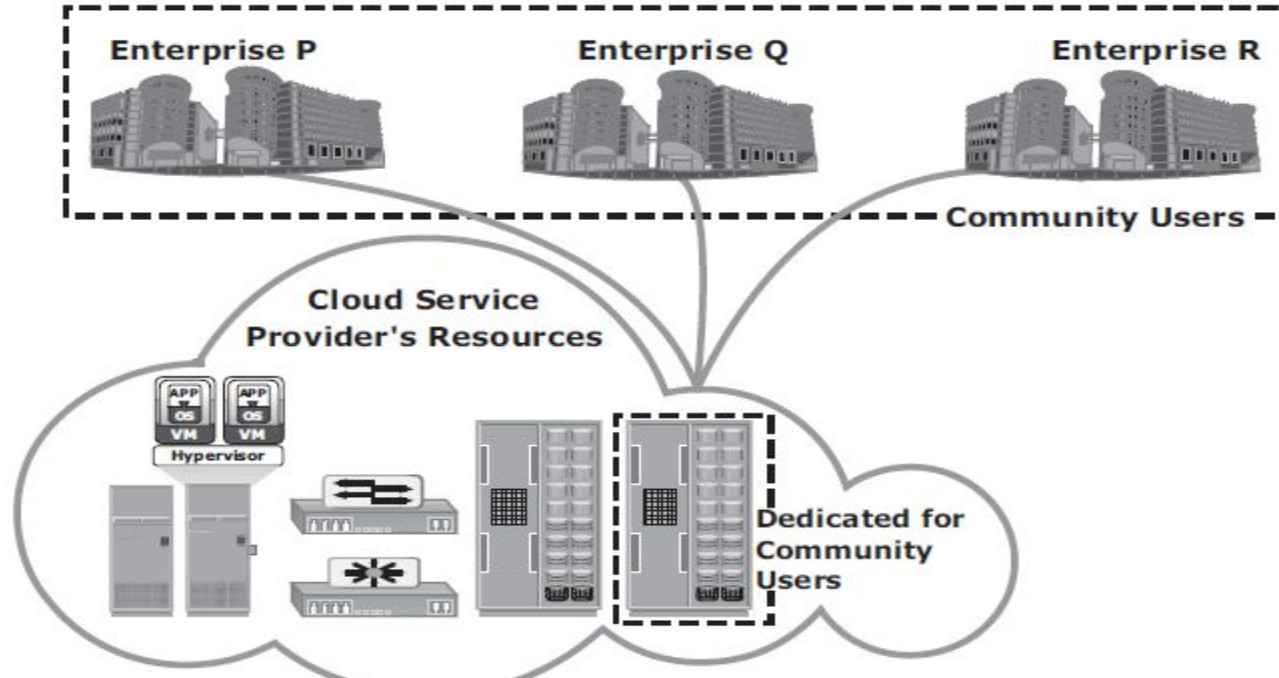 Enterprise P
Enterprise Q
Enterprise R
Community Users
Cloud Service
Provider's Resources
APP
OS
VM
APP
OS
VM
Hypervisor
Dedicated for
Community
Users